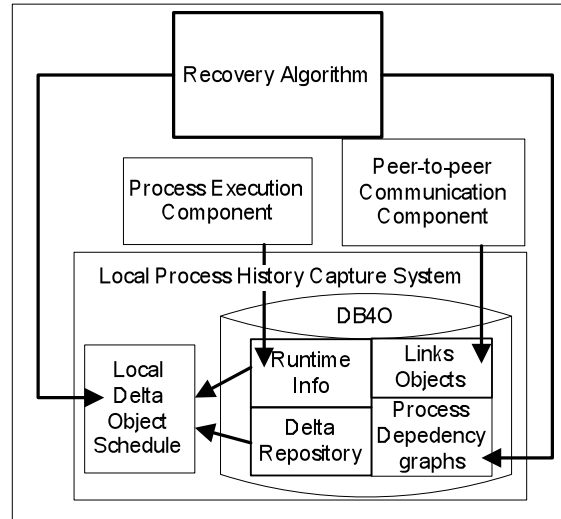 Recovery Algorithm
Process Execution
Component
Peer-to-peer
Communication
Component
Local Process History Capture System
DB4O
Local
Delta
Object
Schedule
Runtime
Info
Links
Objects
Delta
Repository
Process
Depedency
graphs